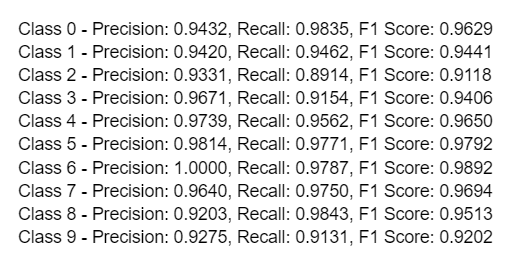 Class 0 - Precision: 0.9432, Recall: 0.9835, F1 Score: 0.9629
Class 1 - Precision: 0.9420, Recall: 0.9462, F1 Score: 0.9441
Class 2 - Precision: 0.9331, Recall: 0.8914, F1 Score: 0.9118
Class 3 - Precision: 0.9671, Recall: 0.9154, F1 Score: 0.9406
Class 4 - Precision: 0.9739, Recall: 0.9562, F1 Score: 0.9650
Class 5 - Precision: 0.9814, Recall: 0.9771, F1 Score: 0.9792
Class 6 - Precision: 1.0000, Recall: 0.9787, F1 Score: 0.9892
Class 7 - Precision: 0.9640, Recall: 0.9750, F1 Score: 0.9694
Class 8 - Precision: 0.9203, Recall: 0.9843, F1 Score: 0.9513
Class 9 - Precision: 0.9275, Recall: 0.9131, F1 Score: 0.9202